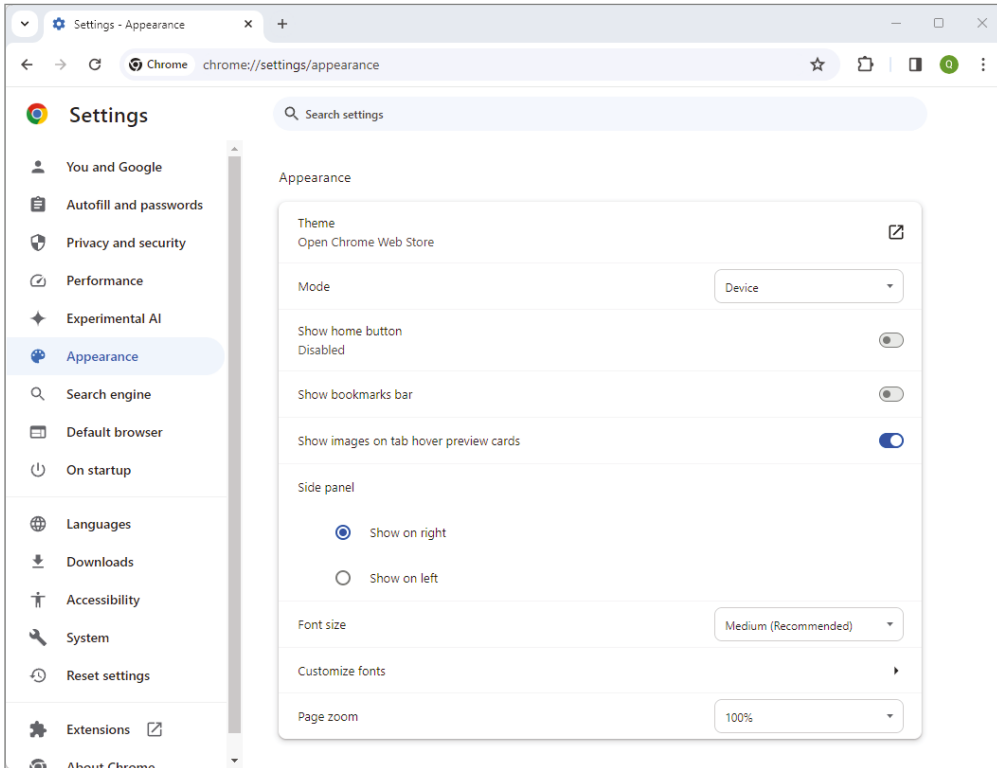 Settings - Appearance
Chrome
chrome://settings/appearance
Q
Settings
Search settings
You and Google
Autofill and passwords
Privacy and security
Performance
Experimental AI
Appearance
Search engine
Default browser
On startup
Languages
Downloads
Accessibility
System
Reset settings
Extensions
About Chrome
Appearance
Theme
Open Chrome Web Store
Mode
Device
Show home button
Disabled
Show bookmarks bar
Show images on tab hover preview cards
Side panel
Show on right
Show on left
Font size
Medium (Recommended)
Customize fonts
Page zoom
100%